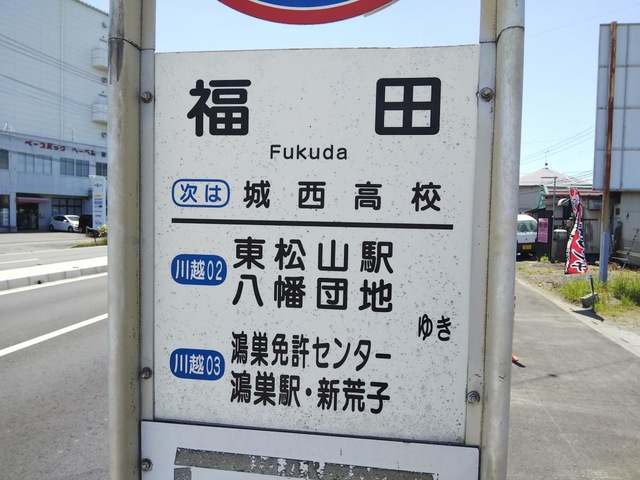 福田
Fukuda
次は 城西高校
川越02 東松山駅
八幡団地
ゆき
川越03 鴻巣免許センター
鴻巣駅・新荒子